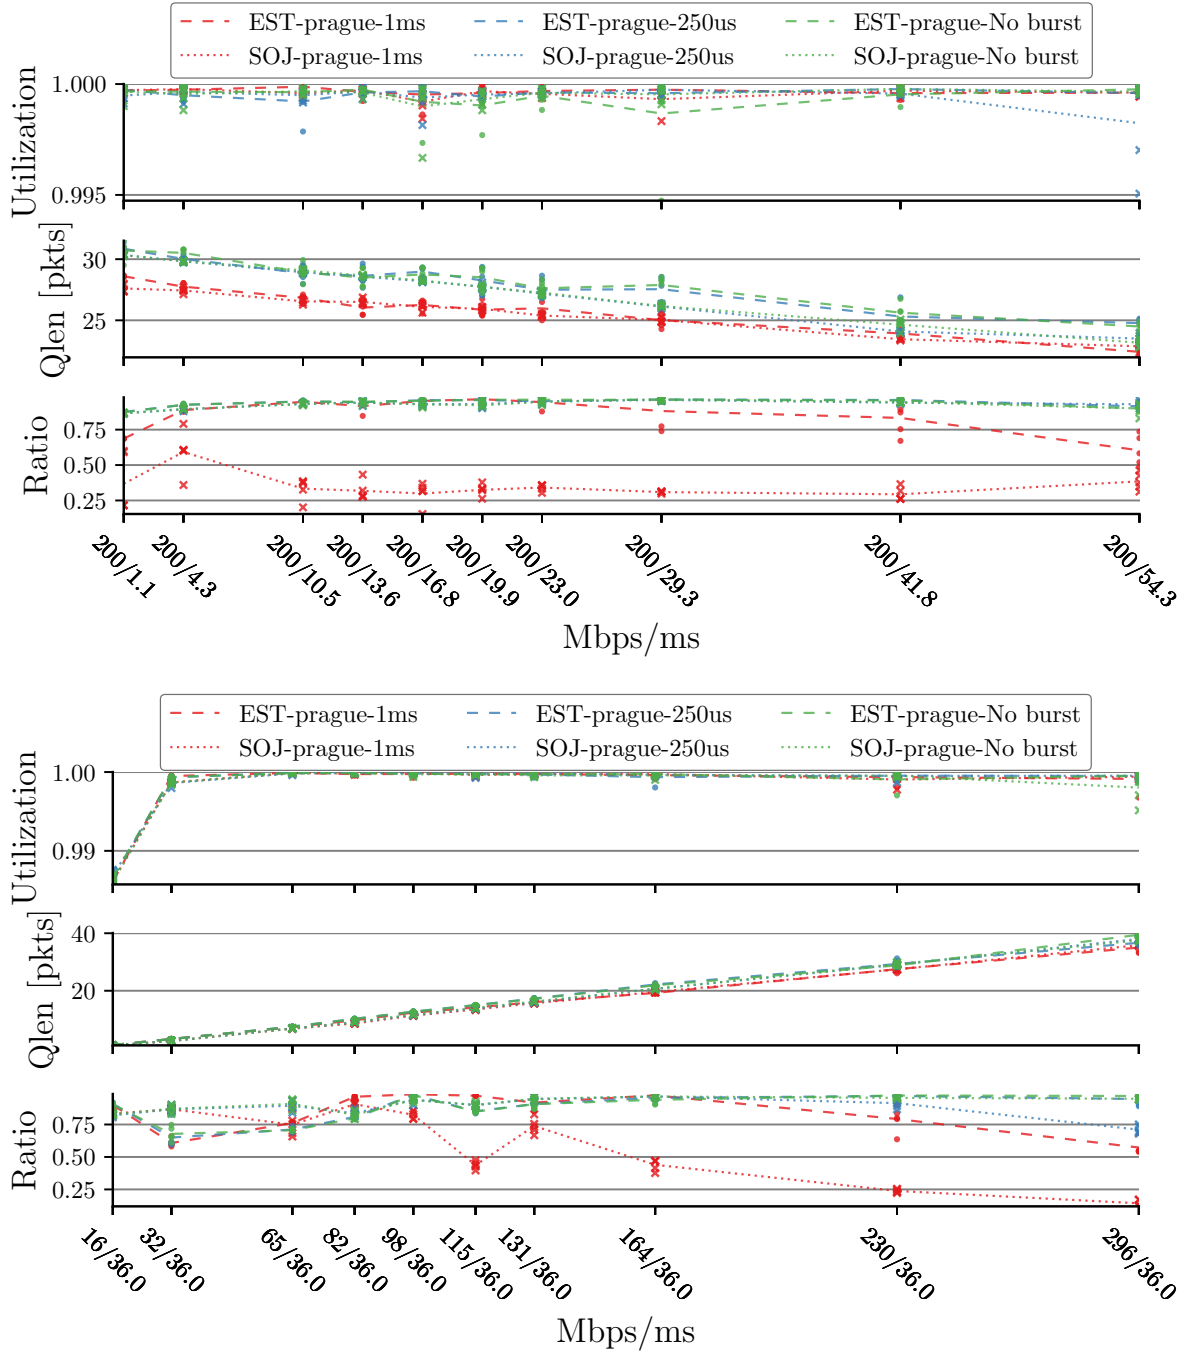 EST-prague-1ms EST-prague-250us EST-prague-No burst
SOJ-prague-1ms SOJ-prague-250us SOJ-prague-No burst
Utilization
1.000
0.995
Qlen [pkts]
30
25
Ratio
0.75
0.50
0.25
200/1.1 200/4.3 200/10.5 200/13.6 200/16.8 200/19.9 200/23.0 200/29.3 200/41.8 200/54.3
Mbps/ms
EST-prague-1ms EST-prague-250us EST-prague-No burst
SOJ-prague-1ms SOJ-prague-250us SOJ-prague-No burst
Utilization
1.00
0.99
Qlen [pkts]
40
20
Ratio
0.75
0.50
0.25
16/36.0 32/36.0 65/36.0 82/36.0 98/36.0 115/36.0 131/36.0 164/36.0 230/36.0 296/36.0
Mbps/ms